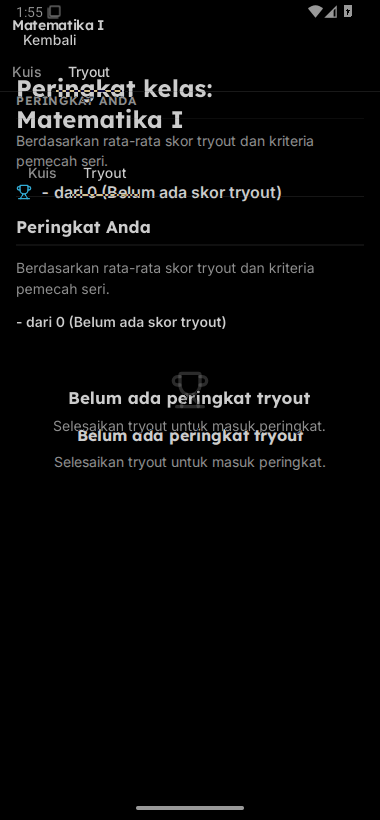 1:55
Matematika I
Kembali
Kuis Tryout
Peringkat kelas:
PERINGKAT ANDA
Matematika I
Berdasarkan rata-rata skor tryout dan kriteria
pemecah seri.
Kuis Tryout
- dari 0 (Belum ada skor tryout)
Peringkat Anda
Berdasarkan rata-rata skor tryout dan kriteria
pemecah seri.
- dari 0 (Belum ada skor tryout)
Belum ada peringkat tryout
Selesaikan tryout untuk masuk peringkat.
Belum ada peringkat tryout
Selesaikan tryout untuk masuk peringkat.